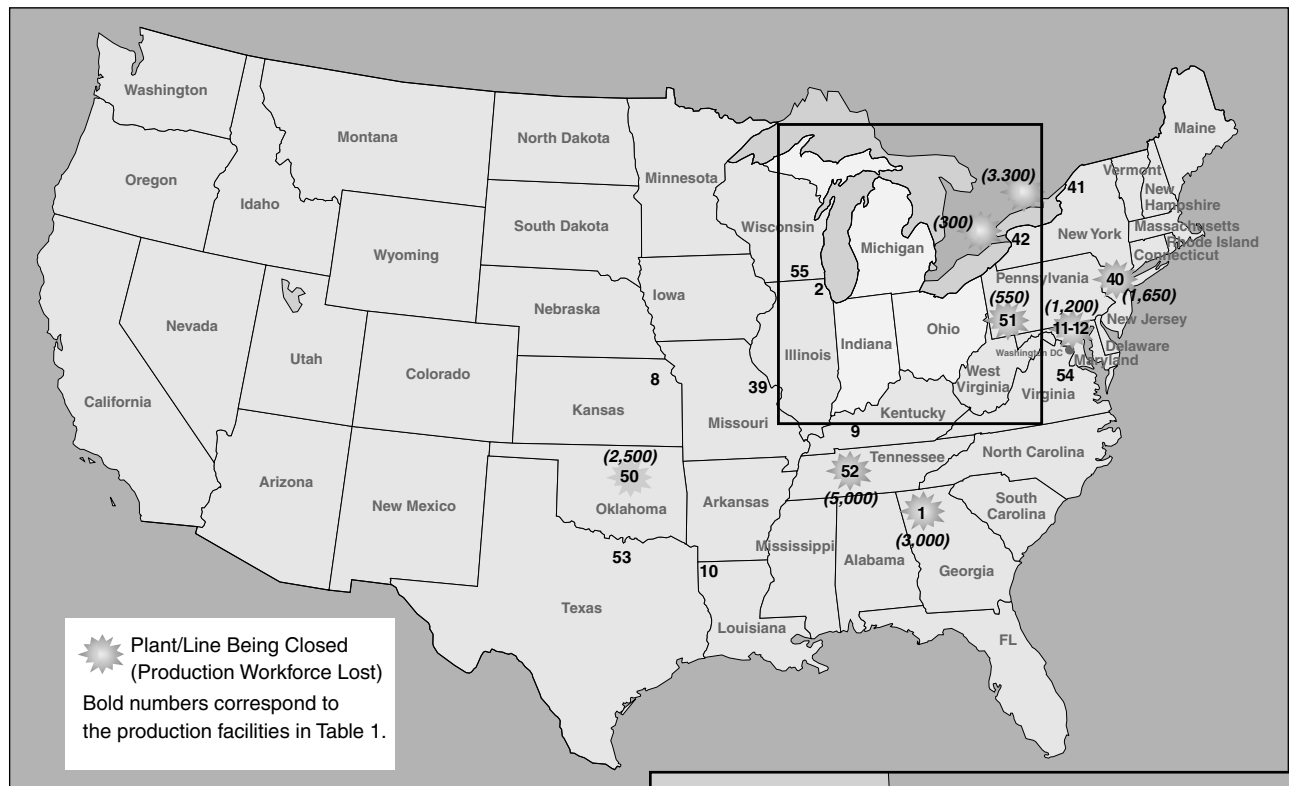 Washington
Montana
North Dakota
Minnesota
Maine
Oregon
Idaho
South Dakota
Wisconsin
2
Michigan
(3.300)
(300)
41
42
Vermont
New
Hampshire
New York
Massachusetts
Rhode Island
Connecticut
Wyoming
55
2
Pennsylvania
40
(1,650)
(550)
51
(1,200)
11-12
New Jersey
Iowa
Nebraska
Nevada
Utah
Colorado
Illinois
Indiana
Ohio
Washington DC
Delaware
Maryland
West
Virginia
54
Virginia
California
8
Kansas
39
Missouri
Kentucky
9
(2,500)
50
Oklahoma
Tennessee
52
(5,000)
North Carolina
Arizona
New Mexico
Arkansas
South
Carolina
1
(3,000)
Mississippi
Alabama
Georgia
53
10
Texas
Louisiana
FL
Plant/Line Being Closed
(Production Workforce Lost)
Bold numbers correspond to
the production facilities in Table 1.